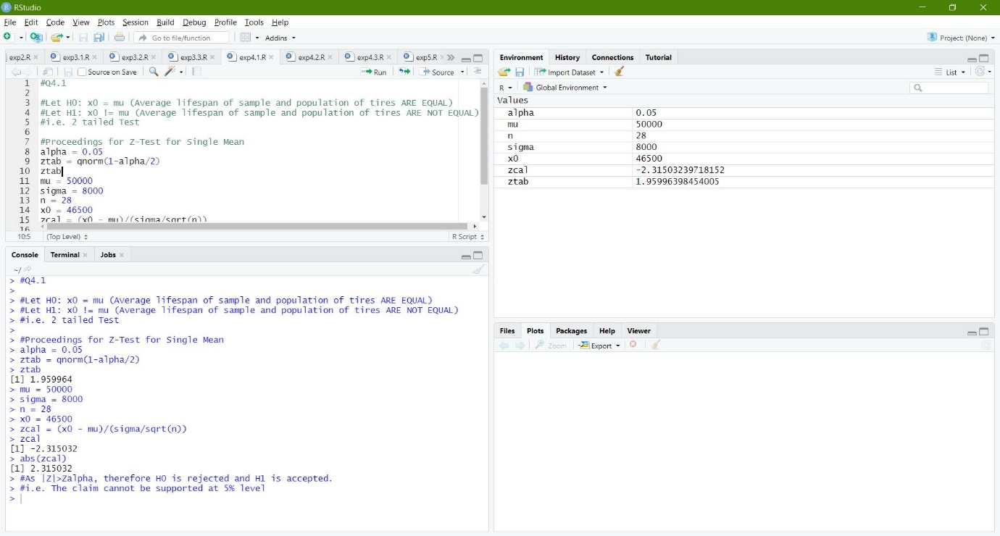 RStudio
File Edit Code View Plots Session Build Debug Profile Tools Help
Go to file/function Addins Project: (None)
exp2.R exp3.1.R exp3.2.R exp3.3.R exp4.1.R exp4.2.R exp4.3.R exp5.R
Source on Save Run Source
1 #Q4.1
2
3 #Let H0: x0 = mu (Average lifespan of sample and population of tires ARE EQUAL)
4 #Let H1: x0 != mu (Average lifespan of sample and population of tires ARE NOT EQUAL)
5 #i.e. 2 tailed Test
6
7 #Proceedings for Z-Test for Single Mean
8 alpha = 0.05
9 ztab = qnorm(1-alpha/2)
10 ztab
11 mu = 50000
12 sigma = 8000
13 n = 28
14 x0 = 46500
15 zcal = (x0 - mu)/(sigma/sqrt(n))
16
10:5 (Top Level) R Script
Console Terminal Jobs
~/
> #Q4.1
>
> #Let H0: x0 = mu (Average lifespan of sample and population of tires ARE EQUAL)
> #Let H1: x0 != mu (Average lifespan of sample and population of tires ARE NOT EQUAL)
> #i.e. 2 tailed Test
>
> #Proceedings for Z-Test for Single Mean
> alpha = 0.05
> ztab = qnorm(1-alpha/2)
> ztab
[1] 1.959964
> mu = 50000
> sigma = 8000
> n = 28
> x0 = 46500
> zcal = (x0 - mu)/(sigma/sqrt(n))
> zcal
[1] -2.315032
> abs(zcal)
[1] 2.315032
> #As |Z|>Zalpha, therefore H0 is rejected and H1 is accepted.
> #i.e. The claim cannot be supported at 5% level
>
Environment History Connections Tutorial
Import Dataset List
R Global Environment
Values
alpha 0.05
mu 50000
n 28
sigma 8000
x0 46500
zcal -2.31503239718152
ztab 1.95996398454005
Files Plots Packages Help Viewer
Zoom Export